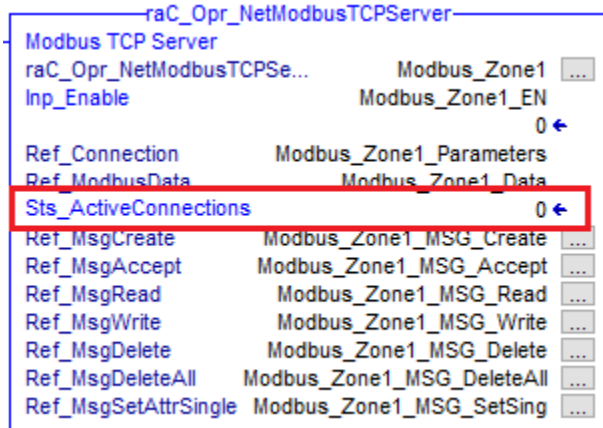 raC_Opr_NetModbusTCPServer
Modbus TCP Server
raC_Opr_NetModbusTCPSe... Modbus_Zone1 ...
Inp_Enable Modbus_Zone1_EN
0
Ref_Connection Modbus_Zone1_Parameters
Ref_ModbusData Modbus_Zone1_Data
Sts_ActiveConnections 0
Ref_MsgCreate Modbus_Zone1_MSG_Create ...
Ref_MsgAccept Modbus_Zone1_MSG_Accept ...
Ref_MsgRead Modbus_Zone1_MSG_Read ...
Ref_MsgWrite Modbus_Zone1_MSG_Write ...
Ref_MsgDelete Modbus_Zone1_MSG_Delete ...
Ref_MsgDeleteAll Modbus_Zone1_MSG_DeleteAll ...
Ref_MsgSetAttrSingle Modbus_Zone1_MSG_SetSing ...